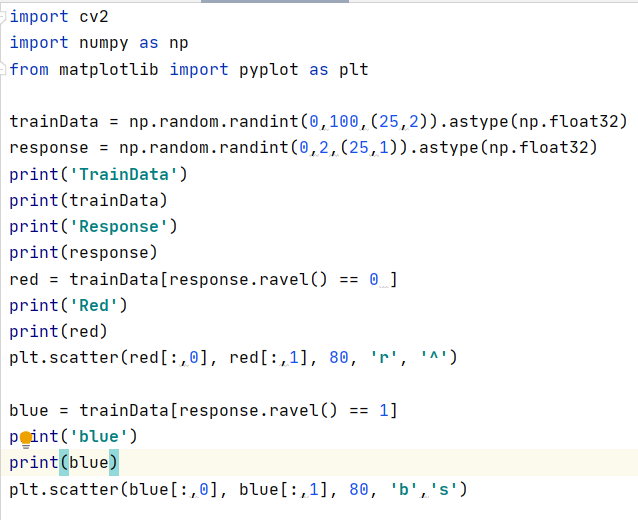 import cv2
import numpy as np
from matplotlib import pyplot as plt
trainData = np.random.randint(0,100,(25,2)).astype(np.float32)
response = np.random.randint(0,2,(25,1)).astype(np.float32)
print('TrainData')
print(trainData)
print('Response')
print(response)
red = trainData[response.ravel() == 0 ]
print('Red')
print(red)
plt.scatter(red[:,0], red[:,1], 80, 'r', '^')
blue = trainData[response.ravel() == 1]
print('blue')
print(blue)
plt.scatter(blue[:,0], blue[:,1], 80, 'b','s')